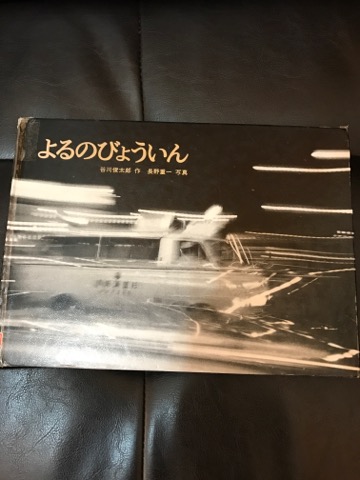 よるのびょういん
谷川俊太郎 作 長野重一 写真